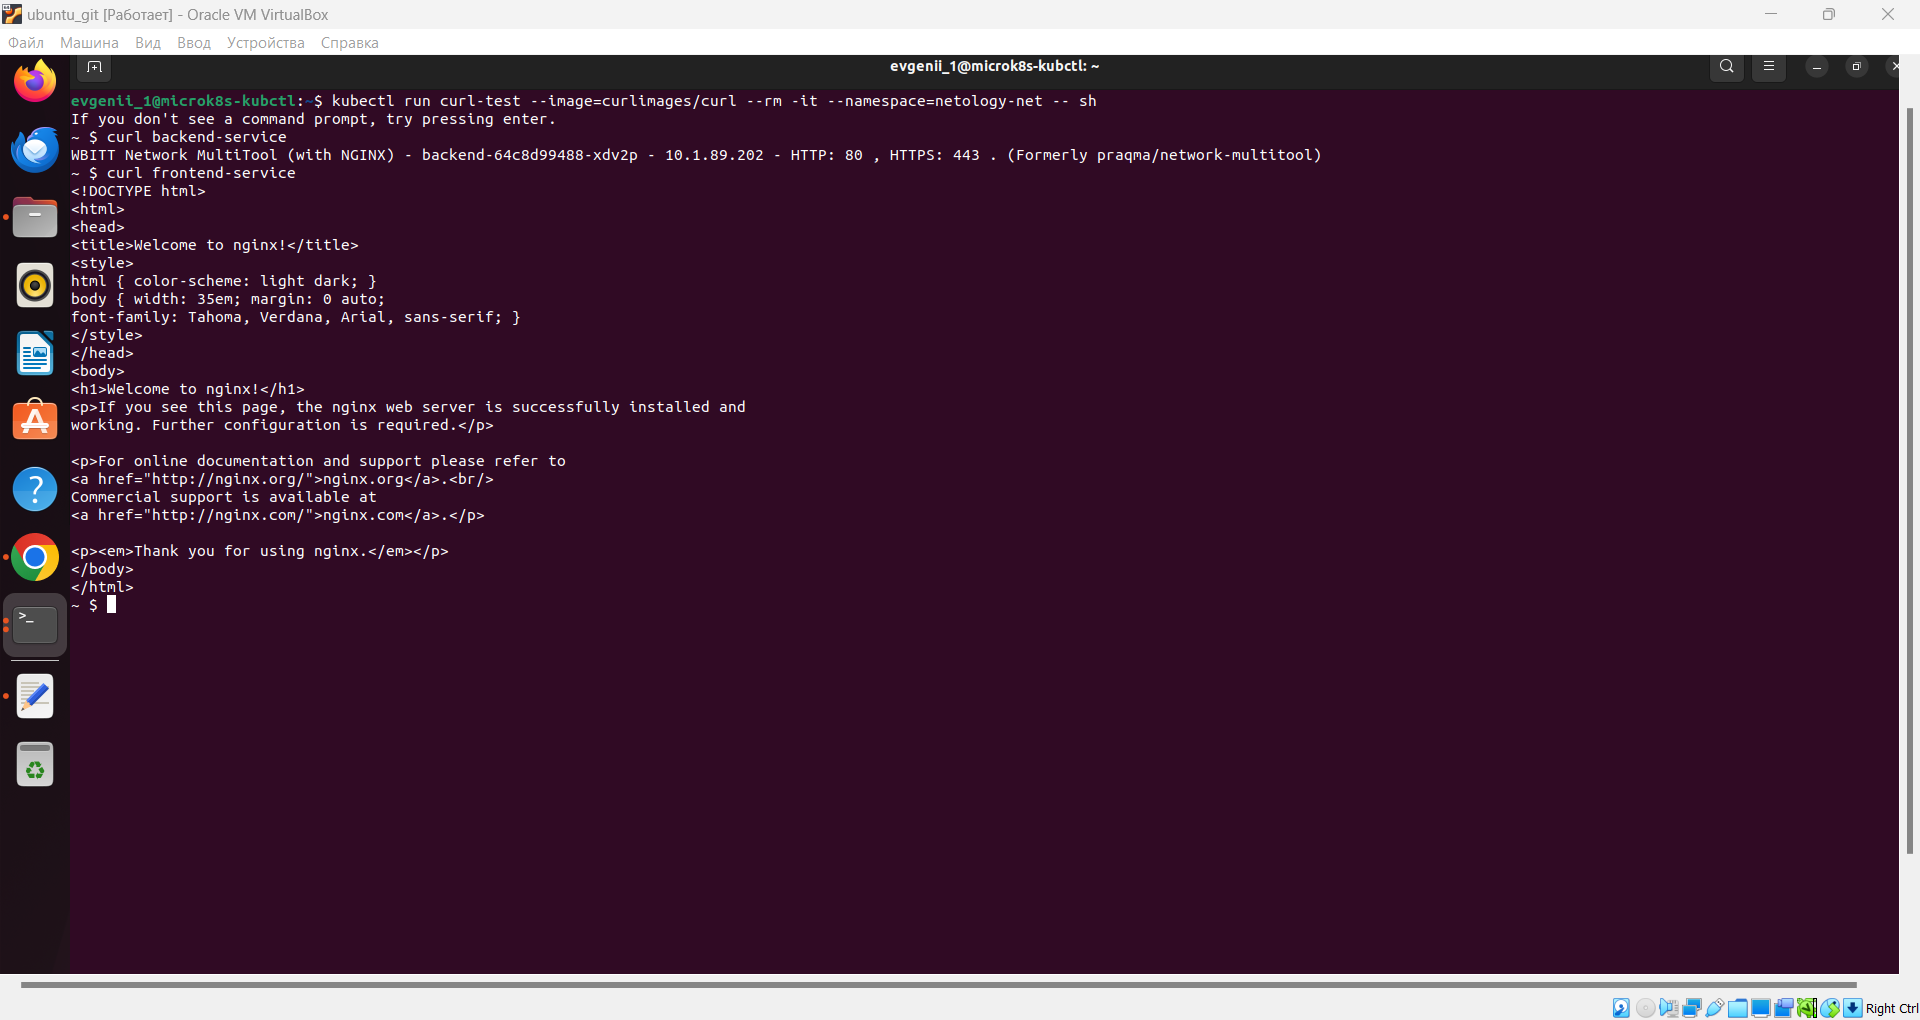 ubuntu_git [Работает] - Oracle VM VirtualBox
Файл Машина Вид Ввод Устройства Справка
evgenii_1@microk8s-kubctl: ~
evgenii_1@microk8s-kubctl:~$ kubectl run curl-test --image=curlimages/curl --rm -it --namespace=netology-net -- sh
If you don't see a command prompt, try pressing enter.
~ $ curl backend-service
WBITT Network MultiTool (with NGINX) - backend-64c8d99488-xdv2p - 10.1.89.202 - HTTP: 80 , HTTPS: 443 . (Formerly praqma/network-multitool)
~ $ curl frontend-service
<!DOCTYPE html>
<html>
<head>
<title>Welcome to nginx!</title>
<style>
html { color-scheme: light dark; }
body { width: 35em; margin: 0 auto;
font-family: Tahoma, Verdana, Arial, sans-serif; }
</style>
</head>
<body>
<h1>Welcome to nginx!</h1>
<p>If you see this page, the nginx web server is successfully installed and
working. Further configuration is required.</p>
<p>For online documentation and support please refer to
<a href="http://nginx.org/">nginx.org</a>.<br/>
Commercial support is available at
<a href="http://nginx.com/">nginx.com</a>.</p>
<p><em>Thank you for using nginx.</em></p>
</body>
</html>
~ $
Right Ctrl